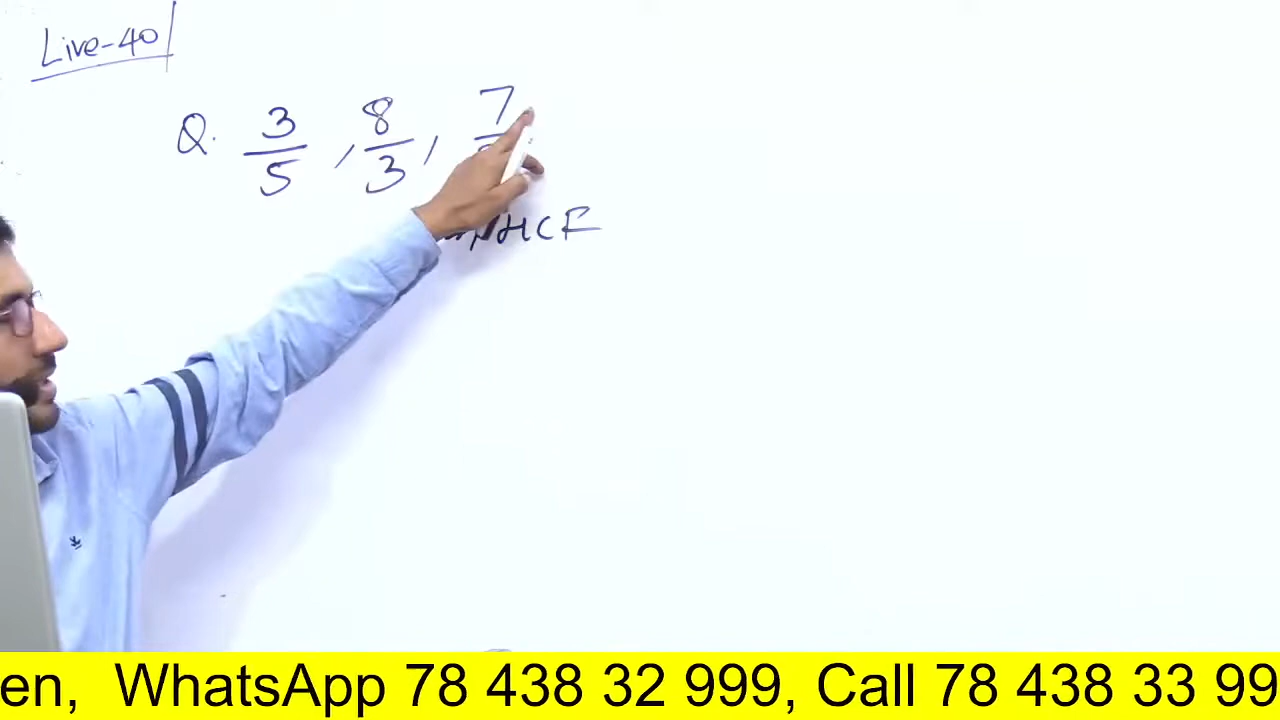 Live-40
Q. 3/5, 8/3, 7
HCF
en, WhatsApp 78 438 32 999, Call 78 438 33 99